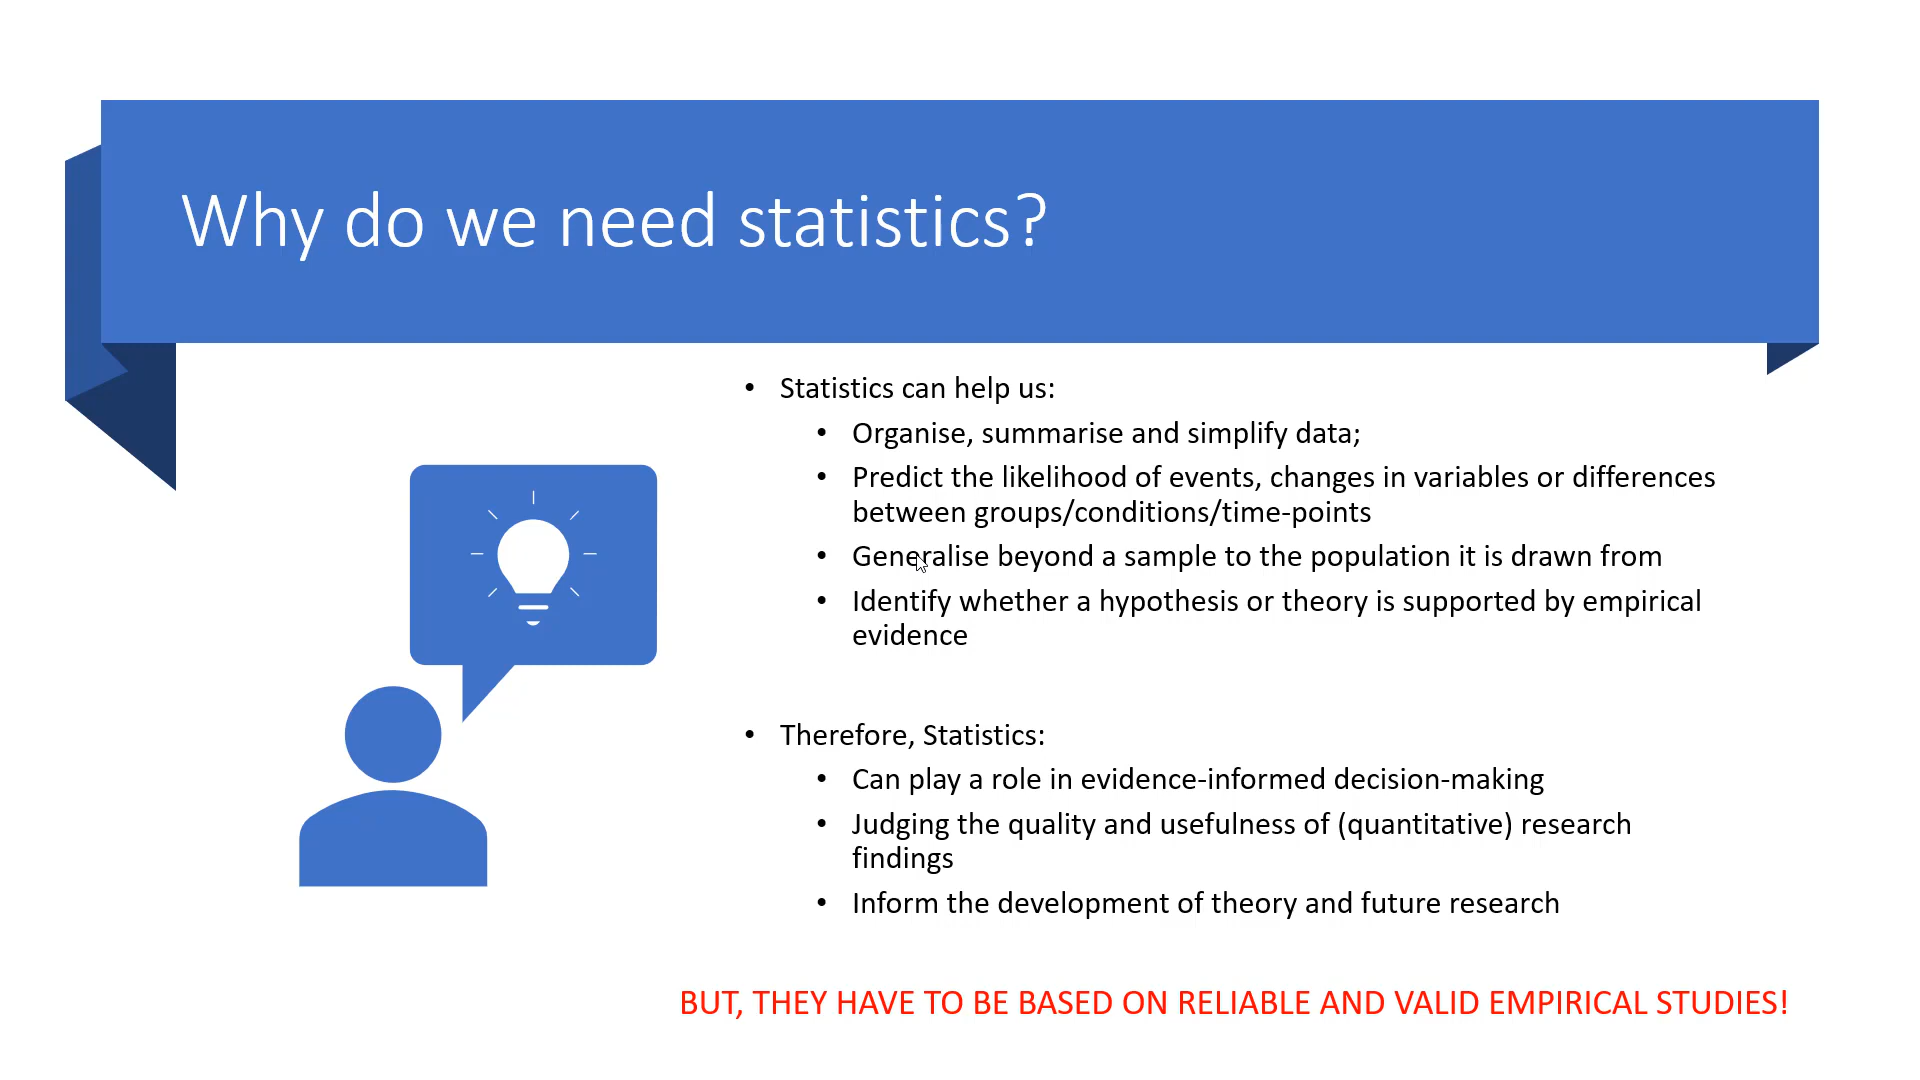 Why do we need statistics?
• Statistics can help us:
• Organise, summarise and simplify data;
• Predict the likelihood of events, changes in variables or differences
between groups/conditions/time-points
• Generalise beyond a sample to the population it is drawn from
• Identify whether a hypothesis or theory is supported by empirical
evidence
• Therefore, Statistics:
• Can play a role in evidence-informed decision-making
• Judging the quality and usefulness of (quantitative) research
findings
• Inform the development of theory and future research
BUT, THEY HAVE TO BE BASED ON RELIABLE AND VALID EMPIRICAL STUDIES!